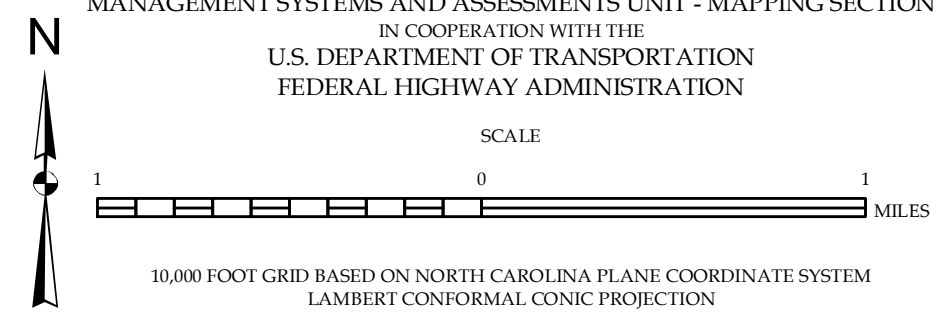 MANAGEMENT SYSTEMS AND ASSESSMENTS UNIT - MAPPING SECTION
IN COOPERATION WITH THE
U.S. DEPARTMENT OF TRANSPORTATION
FEDERAL HIGHWAY ADMINISTRATION
N
SCALE
1 0 1
MILES
10,000 FOOT GRID BASED ON NORTH CAROLINA PLANE COORDINATE SYSTEM
LAMBERT CONFORMAL CONIC PROJECTION